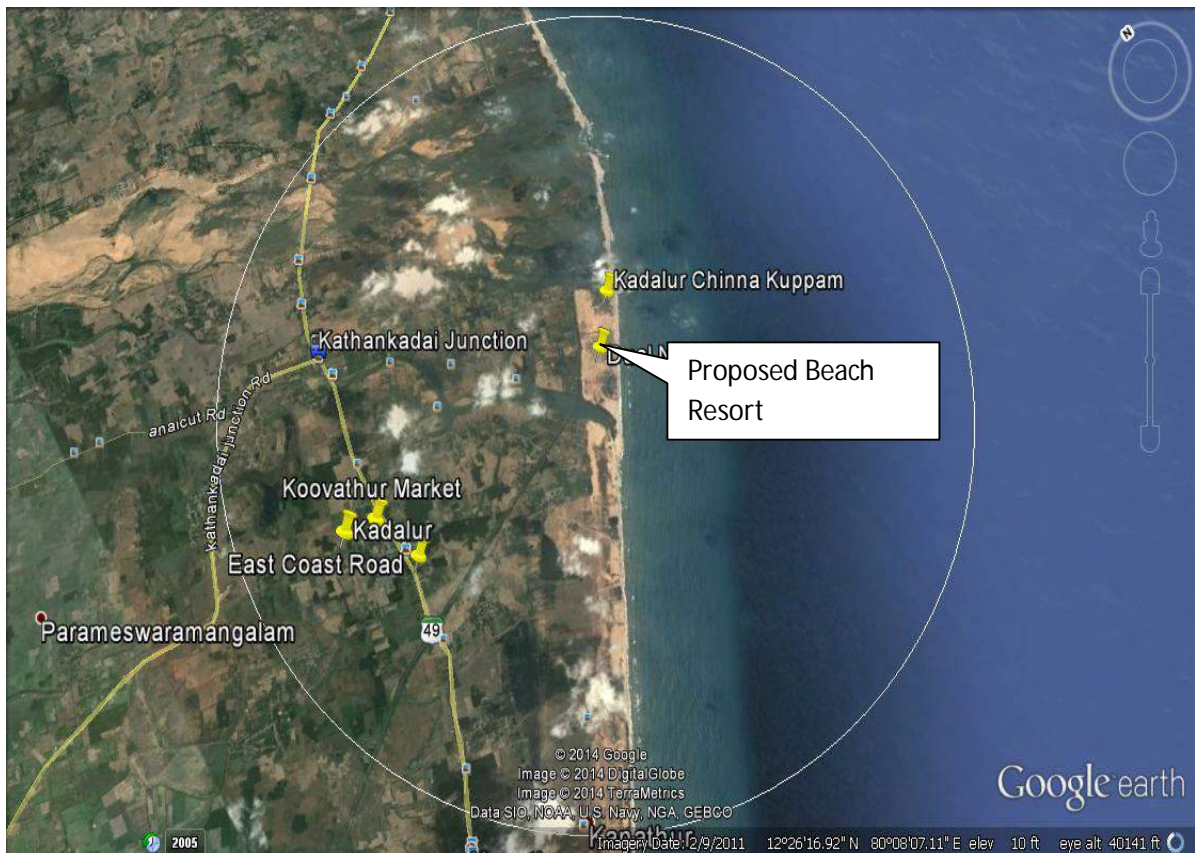 N
Kadalur Chinna Kuppam
Kathankadai Junction
Proposed Beach
Resort
anaicut Rd
kathankadai junction Rd
Koovathur Market
Kadalur
East Coast Road
49
Parameswaramangalam
© 2014 Google
Image © 2014 DigitalGlobe
Image © 2014 TerraMetrics
Data SIO, NOAA, U.S. Navy, NGA, GEBCO
Google earth
Kanathur
2005
Imagery Date: 2/9/2011 12°26'16.92" N 80°08'07.11" E elev 10 ft eye alt 40141 ft